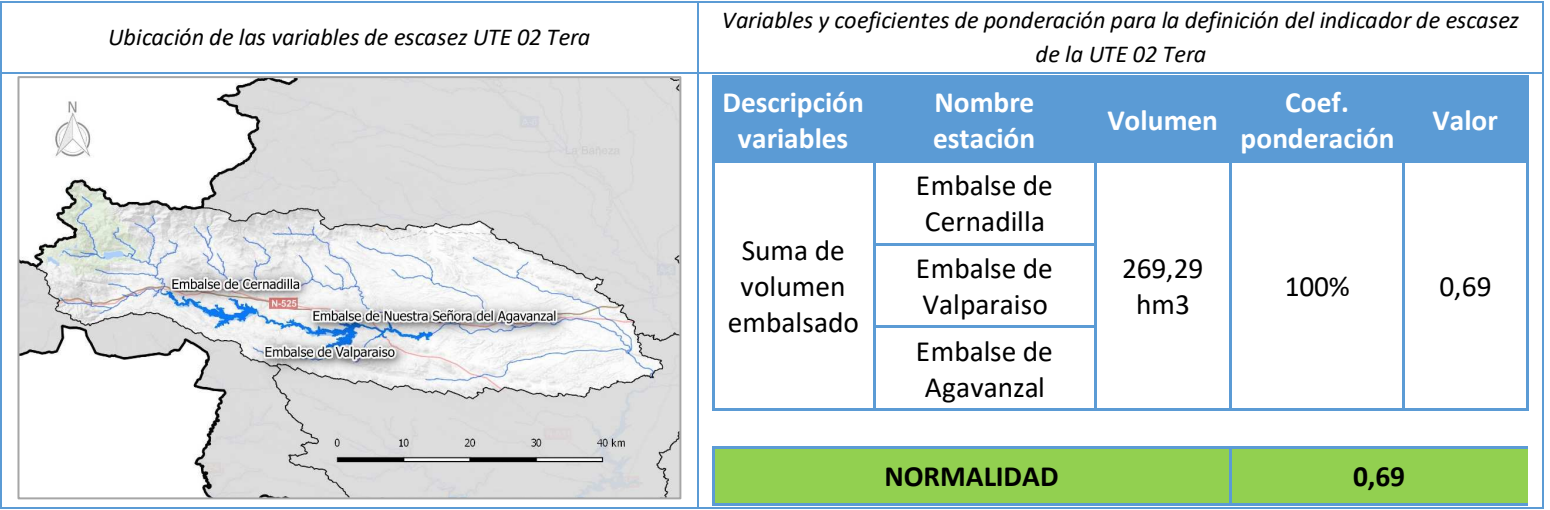 Ubicación de las variables de escasez UTE 02 Tera
Variables y coeficientes de ponderación para la definición del indicador de escasez
de la UTE 02 Tera
N
La Bañeza
Embalse de Cernadilla
N-525
Embalse de Nuestra Señora del Agavanzal
Embalse de Valparaiso
0 10 20 30 40 km
Descripción
variables
Nombre
estación
Volumen
Coef.
ponderación
Valor
Suma de
volumen
embalsado
Embalse de
Cernadilla
Embalse de
Valparaiso
Embalse de
Agavanzal
269,29
hm3
100%
0,69
NORMALIDAD 0,69